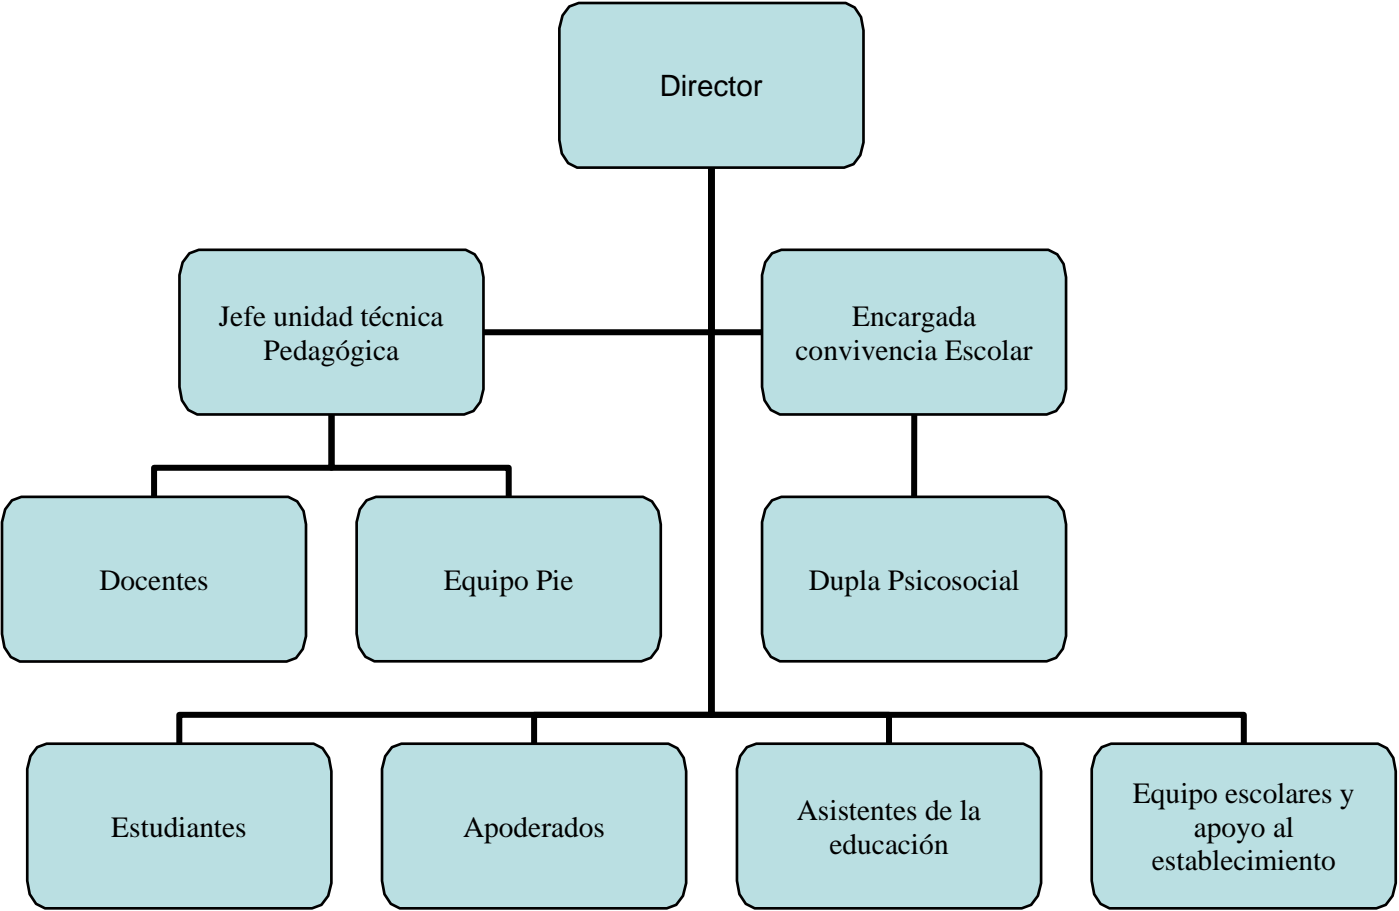 Director
Jefe unidad técnica
Pedagógica
Encargada
convivencia Escolar
Docentes
Equipo Pie
Dupla Psicosocial
Estudiantes
Apoderados
Asistentes de la
educación
Equipo escolares y
apoyo al
establecimiento